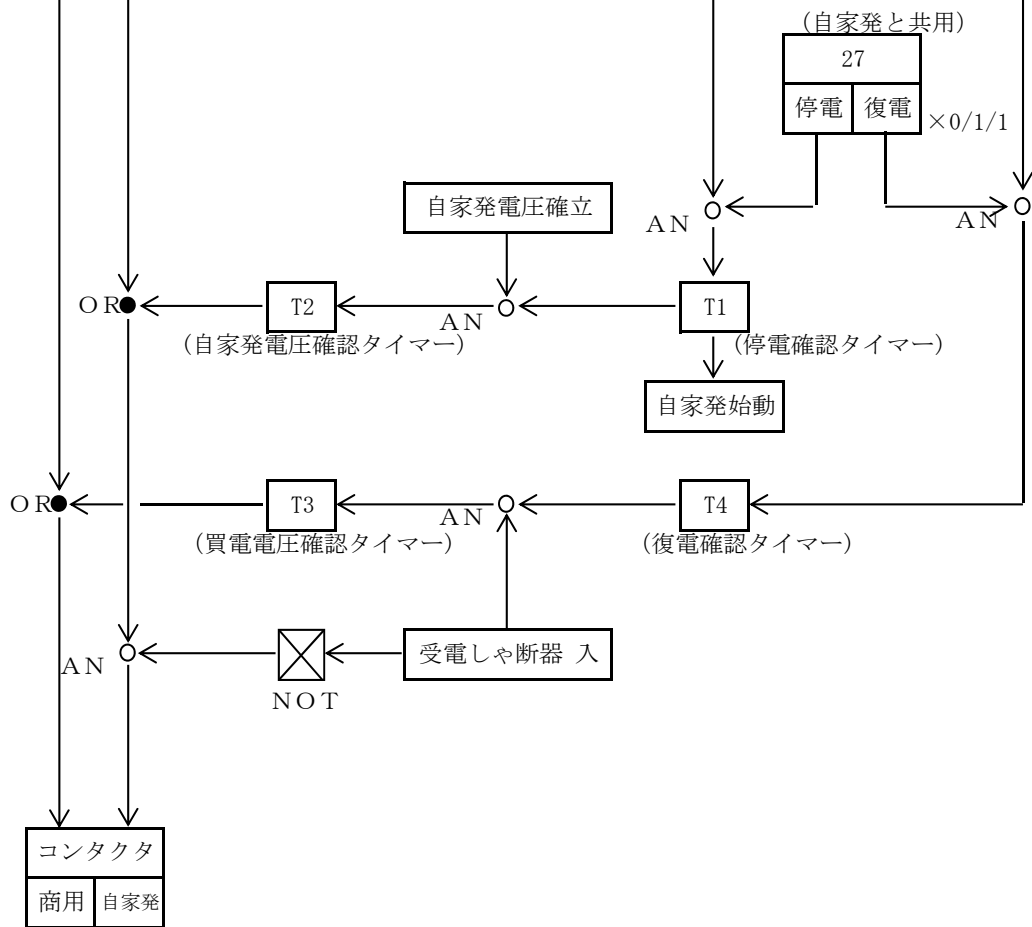 (自家発と共用)
27
停電 復電 ×0/1/1
自家発電圧確立
AN
AN
OR
T2
AN
T1
(自家発電圧確認タイマー)
(停電確認タイマー)
自家発始動
OR
T3
AN
T4
(買電電圧確認タイマー)
(復電確認タイマー)
AN
受電しゃ断器 入
NOT
コンタクタ
商用 自家発